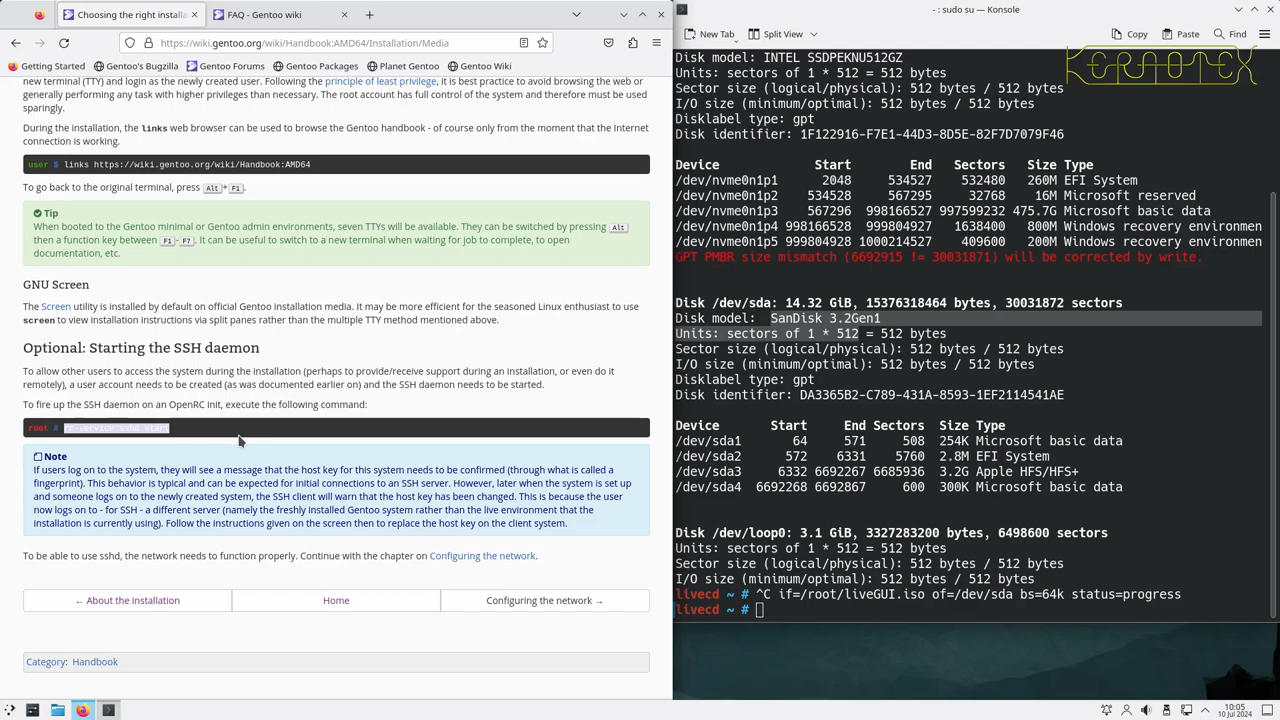 Choosing the right installa
FAQ - Gentoo wiki
https://wiki.gentoo.org/wiki/Handbook:AMD64/Installation/Media
Getting Started
Gentoo's Bugzilla
Gentoo Forums
Gentoo Packages
Planet Gentoo
Gentoo Wiki
new terminal (TTY) and login as the newly created user. Following the principle of least privilege, it is best practice to avoid browsing the web or
generally performing any task with higher privileges than necessary. The root account has full control of the system and therefore must be used
sparingly.
During the installation, the links web browser can be used to browse the Gentoo handbook - of course only from the moment that the Internet
connection is working.
user $ links https://wiki.gentoo.org/wiki/Handbook:AMD64
To go back to the original terminal, press Alt+F1.
Tip
When booted to the Gentoo minimal or Gentoo admin environments, seven TTYs will be available. They can be switched by pressing Alt
then a function key between F1-F7. It can be useful to switch to a new terminal when waiting for job to complete, to open
documentation, etc.
GNU Screen
The Screen utility is installed by default on official Gentoo installation media. It may be more efficient for the seasoned Linux enthusiast to use
screen to view installation instructions via split panes rather than the multiple TTY method mentioned above.
Optional: Starting the SSH daemon
To allow other users to access the system during the installation (perhaps to provide/receive support during an installation, or even do it
remotely), a user account needs to be created (as was documented earlier on) and the SSH daemon needs to be started.
To fire up the SSH daemon on an OpenRC init, execute the following command:
root # rc-service sshd start
Note
If users log on to the system, they will see a message that the host key for this system needs to be confirmed (through what is called a
fingerprint). This behavior is typical and can be expected for initial connections to an SSH server. However, later when the system is set up
and someone logs on to the newly created system, the SSH client will warn that the host key has been changed. This is because the user
now logs on to - for SSH - a different server (namely the freshly installed Gentoo system rather than the live environment that the
installation is currently using). Follow the instructions given on the screen then to replace the host key on the client system.
To be able to use sshd, the network needs to function properly. Continue with the chapter on Configuring the network.
← About the installation
Home
Configuring the network →
Category: Handbook
- : sudo su — Konsole
New Tab
Split View
Copy
Paste
Find
KERNOTEX
Disk model: INTEL SSDPEKNU512GZ
Units: sectors of 1 * 512 = 512 bytes
Sector size (logical/physical): 512 bytes / 512 bytes
I/O size (minimum/optimal): 512 bytes / 512 bytes
Disklabel type: gpt
Disk identifier: 1F122916-F7E1-44D3-8D5E-82F7D7079F46
Device Start End Sectors Size Type
/dev/nvme0n1p1 2048 534527 532480 260M EFI System
/dev/nvme0n1p2 534528 567295 32768 16M Microsoft reserved
/dev/nvme0n1p3 567296 998166527 997599232 475.7G Microsoft basic data
/dev/nvme0n1p4 998166528 999804927 1638400 800M Windows recovery environmen
/dev/nvme0n1p5 999804928 1000214527 409600 200M Windows recovery environmen
GPT PMBR size mismatch (6692915 != 30031871) will be corrected by write.
Disk /dev/sda: 14.32 GiB, 15376318464 bytes, 30031872 sectors
Disk model: SanDisk 3.2Gen1
Units: sectors of 1 * 512 = 512 bytes
Sector size (logical/physical): 512 bytes / 512 bytes
I/O size (minimum/optimal): 512 bytes / 512 bytes
Disklabel type: gpt
Disk identifier: DA3365BA-C789-431A-8593-1EF2114541AE
Device Start End Sectors Size Type
/dev/sda1 64 571 508 254K Microsoft basic data
/dev/sda2 572 6331 5760 2.8M EFI System
/dev/sda3 6332 6692267 6685936 3.2G Apple HFS/HFS+
/dev/sda4 6692268 6692867 600 300K Microsoft basic data
Disk /dev/loop0: 3.1 GiB, 3327283200 bytes, 6498600 sectors
Units: sectors of 1 * 512 = 512 bytes
Sector size (logical/physical): 512 bytes / 512 bytes
I/O size (minimum/optimal): 512 bytes / 512 bytes
livecd ~ # ^C if=/root/liveGUI.iso of=/dev/sda bs=64k status=progress
livecd ~ #
10:05
10 Jul 2024